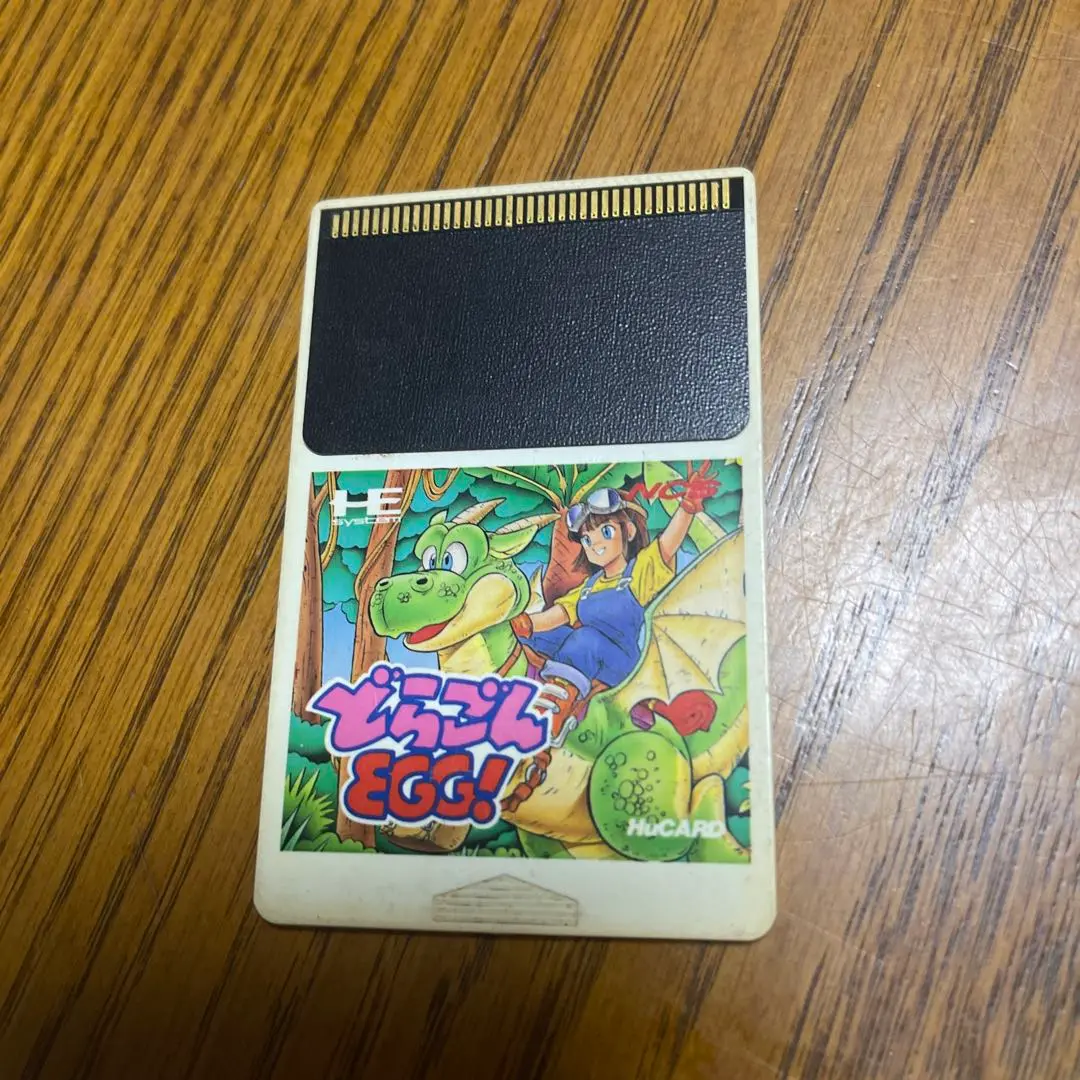 HE
system
NCS
どらごん
EGG!
HuCARD